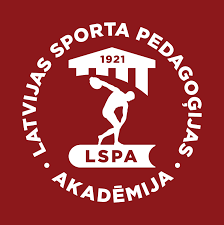 · LATVIJAS SPORTA PEDAGOĢIJAS ·
AKADĒMIJA
1921
LSPA